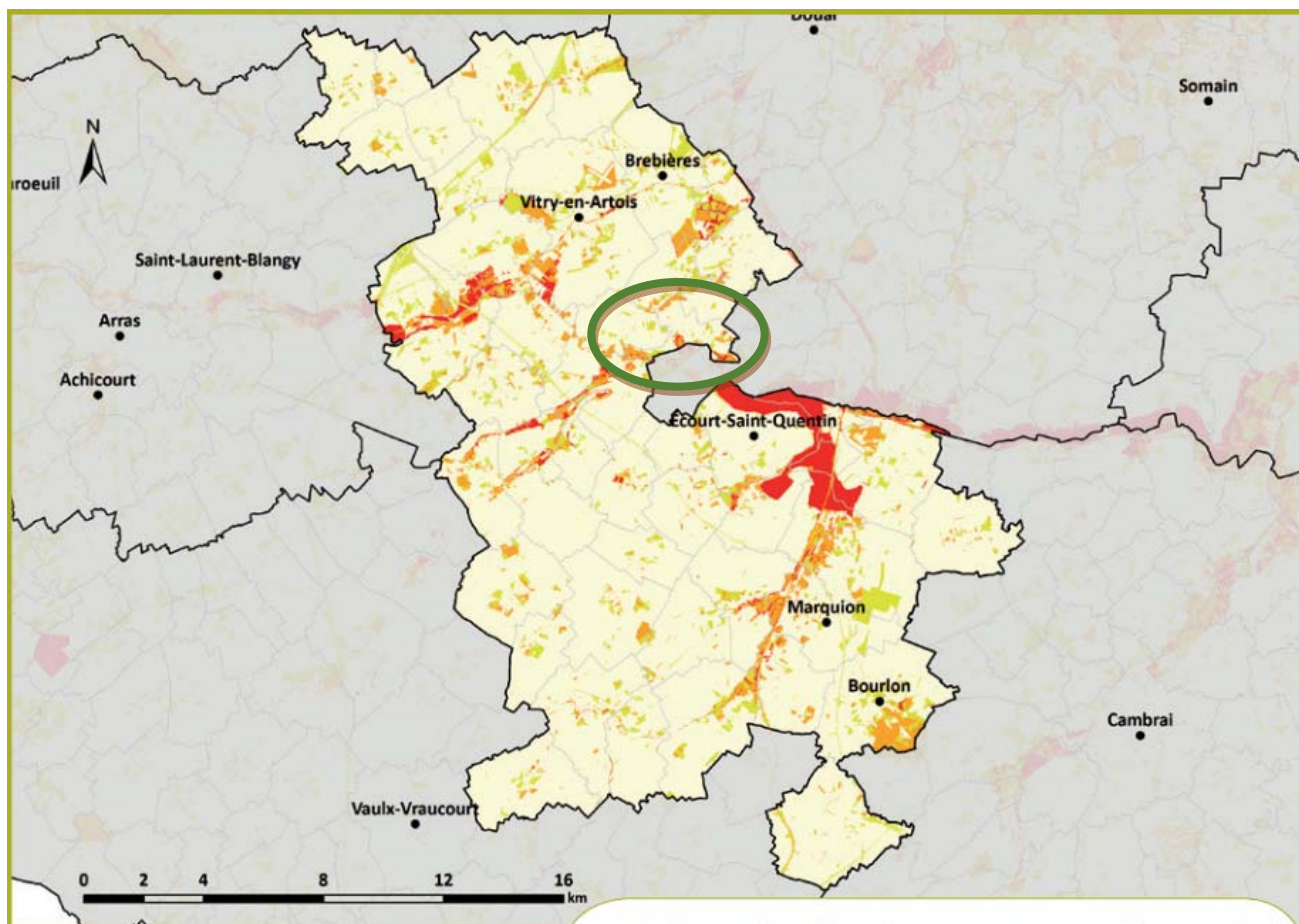 Douai
Somain
N
Brebières
aroeuil
Vitry-en-Artois
Saint-Laurent-Blangy
Arras
Achicourt
Écourt-Saint-Quentin
Marquion
Bourlon
Cambrai
Vaulx-Vraucourt
0 2 4 8 12 16
km